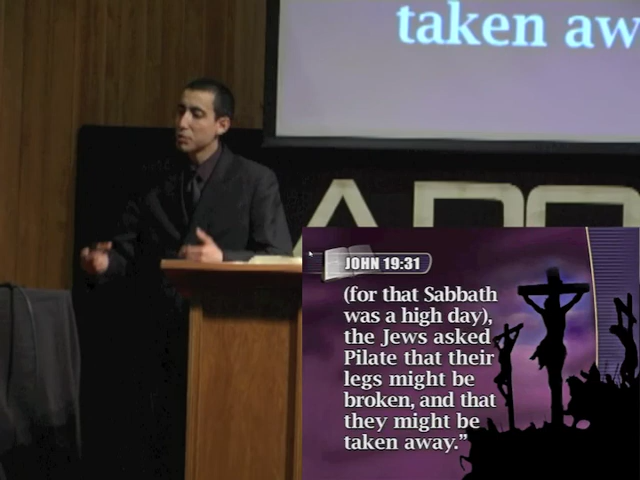 taken aw
ADO
JOHN 19:31
(for that Sabbath
was a high day),
the Jews asked
Pilate that their
legs might be
broken, and that
they might be
taken away.”